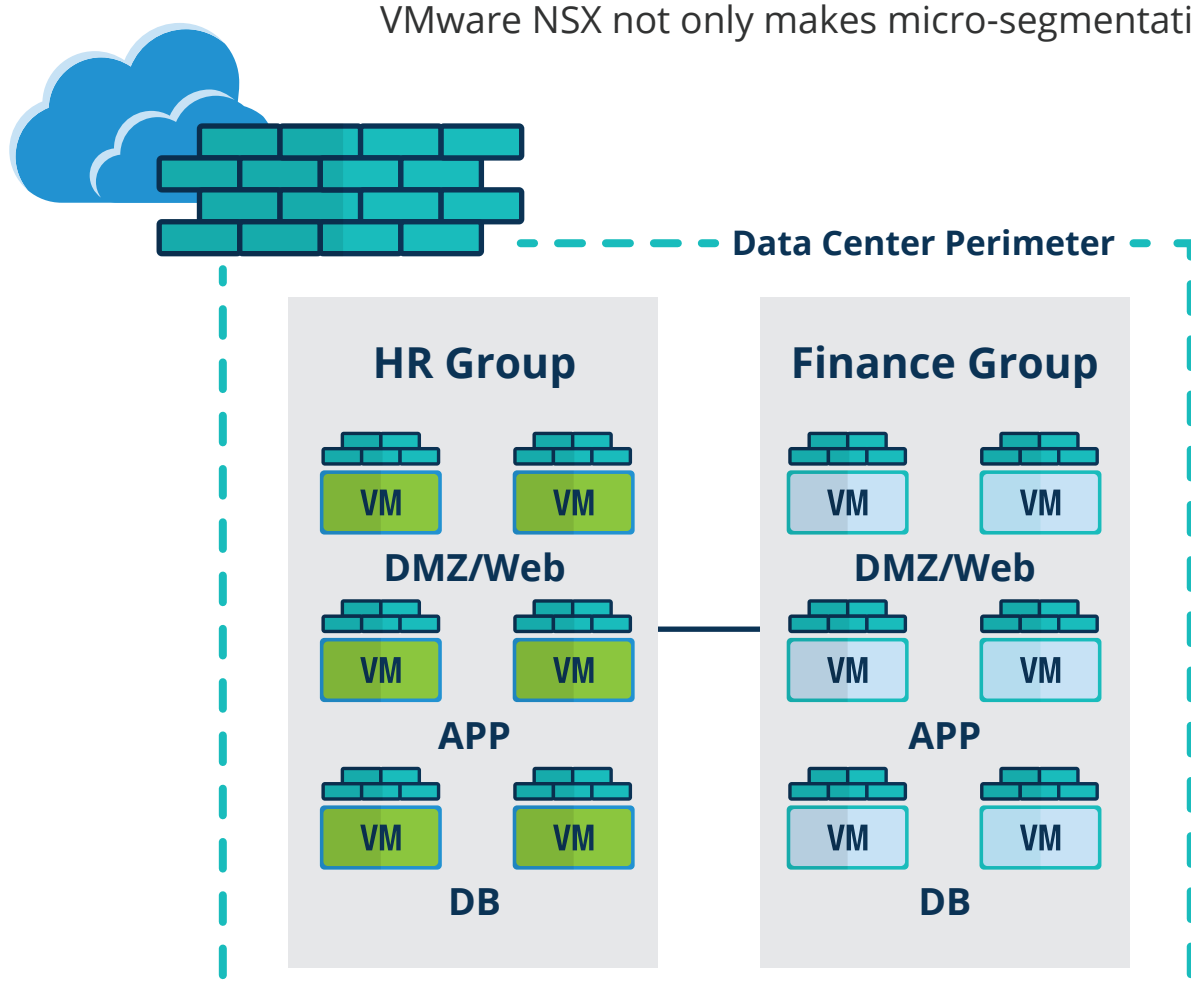 VMware NSX not only makes micro-segmentati
Data Center Perimeter
HR Group
VM VM
DMZ/Web
VM VM
APP
VM VM
DB
Finance Group
VM VM
DMZ/Web
VM VM
APP
VM VM
DB